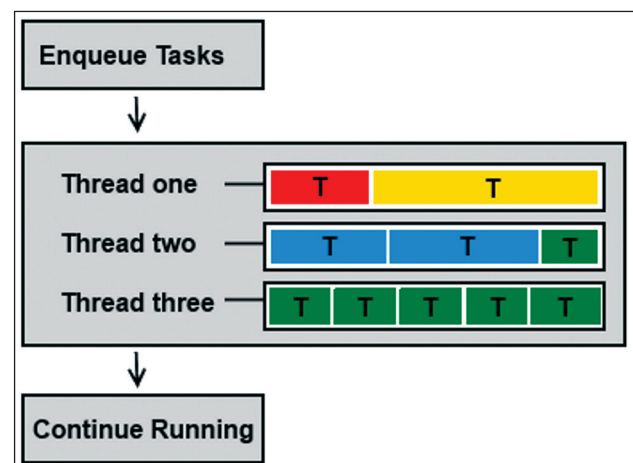 Enqueue Tasks
Thread one T T
Thread two T T T
Thread three T T T T T
Continue Running